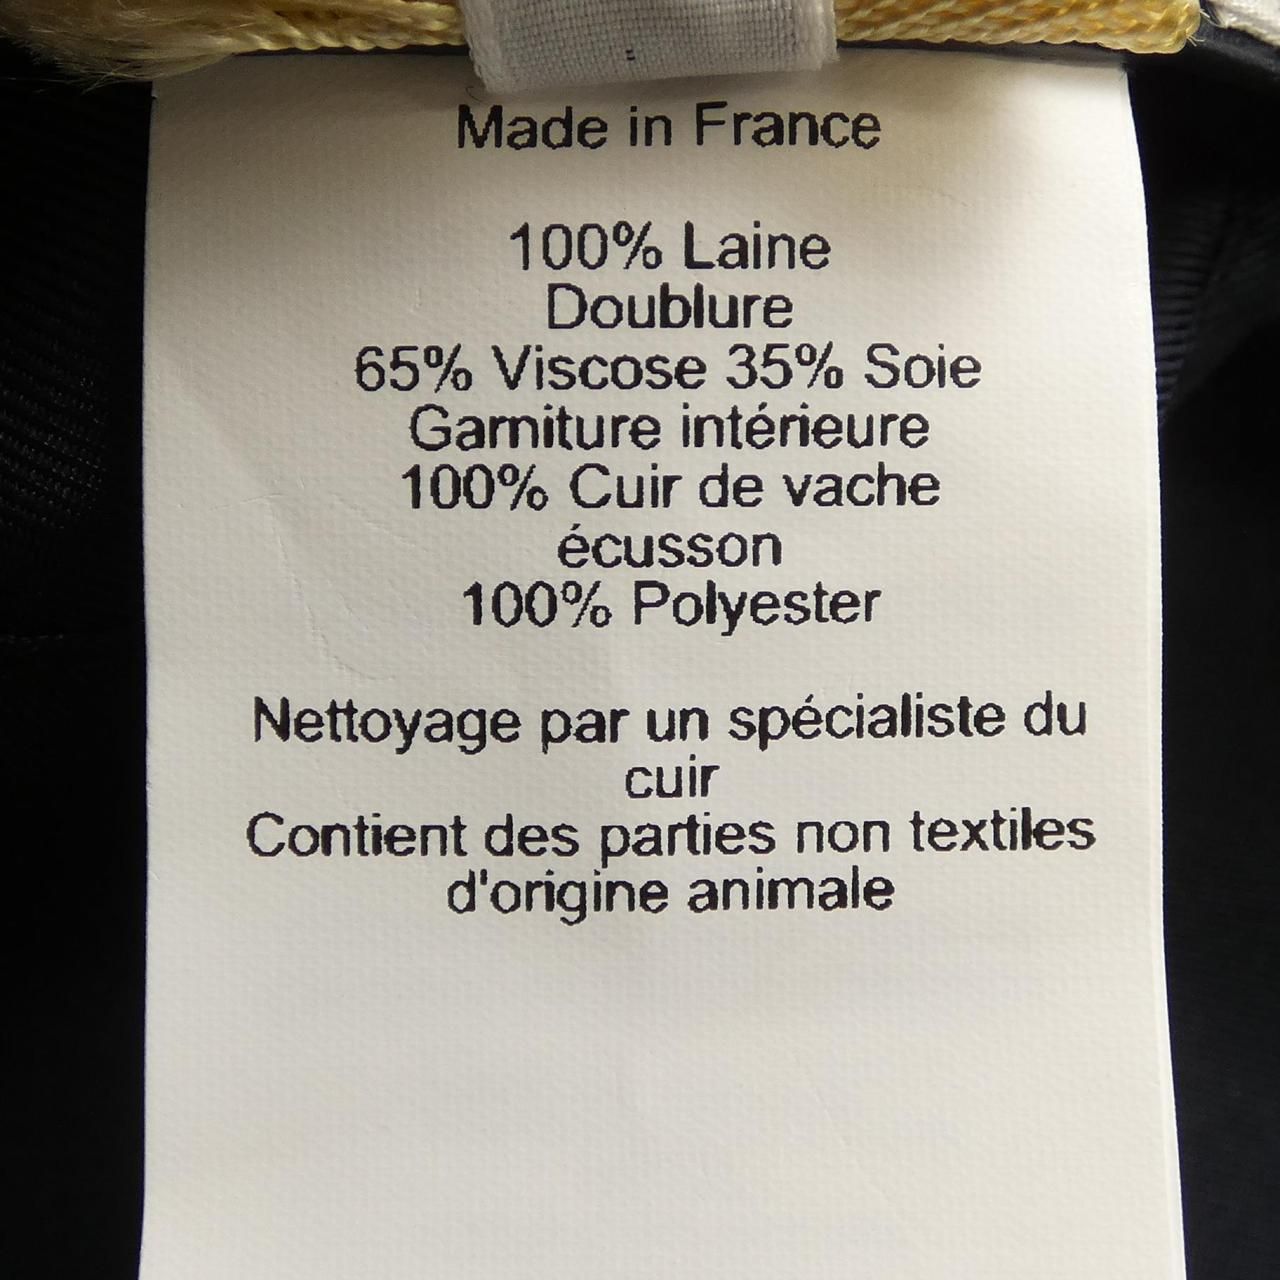 Made in France
100% Laine
Doublure
65% Viscose 35% Soie
Garniture intérieure
100% Cuir de vache
écusson
100% Polyester
Nettoyage par un spécialiste du
cuir
Contient des parties non textiles
d'origine animale